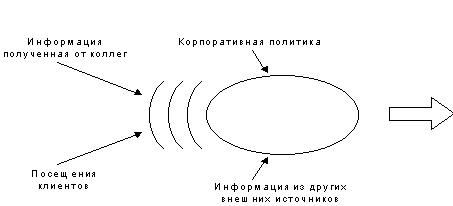 Информация
полученная от коллег
Корпоративная политика
Посещения
клиентов
Информация из других
внешних источников